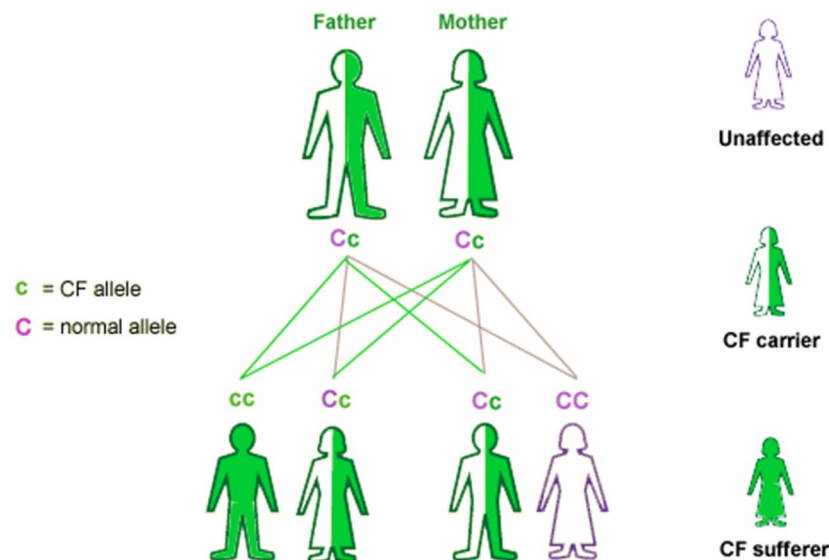 Father Mother
Unaffected
Cc Cc
c = CF allele
C = normal allele
CF carrier
cc Cc Cc CC
CF sufferer